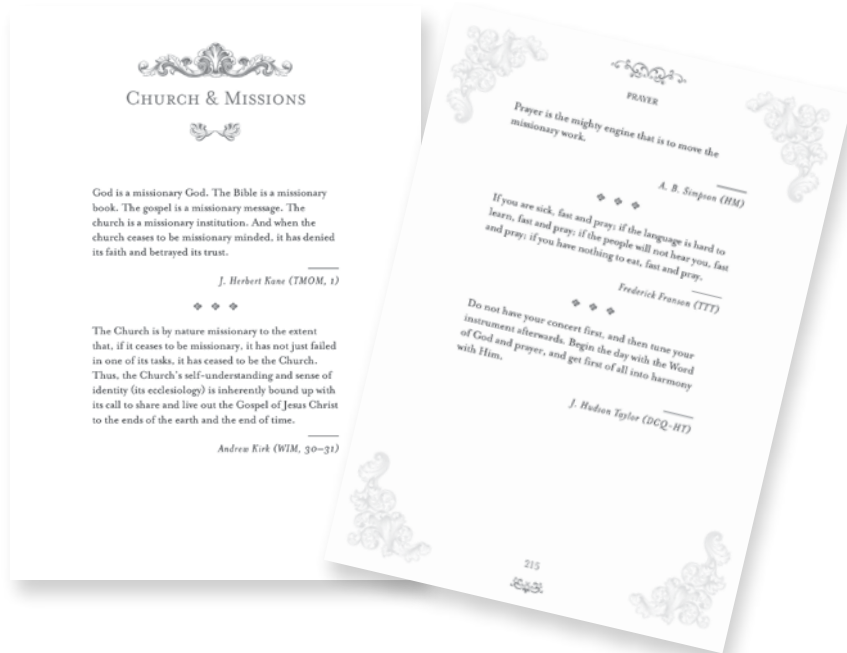 CHURCH & MISSIONS
God is a missionary God. The Bible is a missionary
book. The gospel is a missionary message. The
church is a missionary institution. And when the
church ceases to be missionary minded, it has denied
its faith and betrayed its trust.
J. Herbert Kane (TMOM, 1)
The Church is by nature missionary to the extent
that, if it ceases to be missionary, it has not just failed
in one of its tasks, it has ceased to be the Church.
Thus, the Church's self-understanding and sense of
identity (its ecclesiology) is inherently bound up with
its call to share and live out the Gospel of Jesus Christ
to the ends of the earth and the end of time.
Andrew Kirk (WIM, 30–31)
PRAYER
Prayer is the mighty engine that is to move the
missionary work.
A. B. Simpson (HM)
If you are sick, fast and pray; if the language is hard to
learn, fast and pray; if the people will not hear you, fast
and pray; if you have nothing to eat, fast and pray.
Frederick Franson (TTT)
Do not have your concert first, and then tune your
instrument afterwards. Begin the day with the Word
of God and prayer, and get first of all into harmony
with Him.
J. Hudson Taylor (DCQ-HT)
215